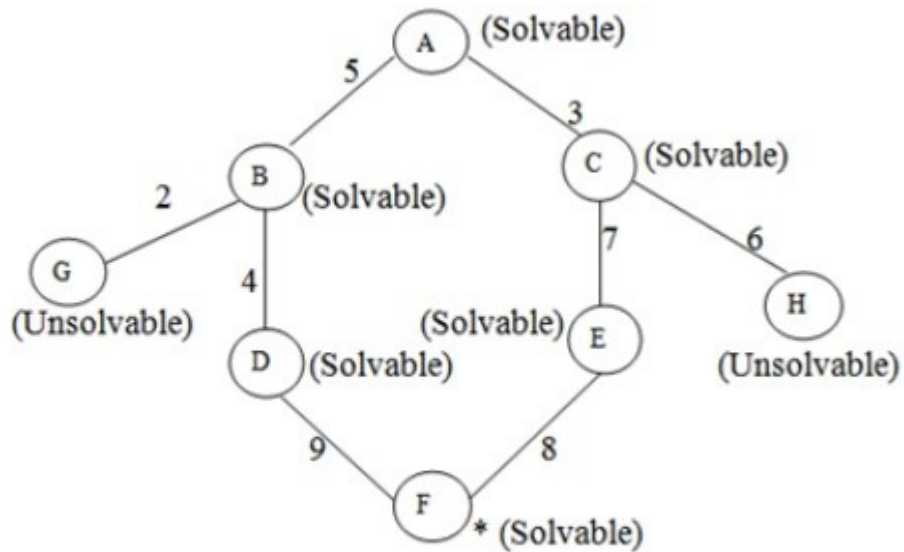 A (Solvable)
5
3
B
(Solvable)
C
(Solvable)
2
4
7
6
G
(Unsolvable)
H
(Unsolvable)
D
(Solvable)
(Solvable)
E
9
8
F
* (Solvable)